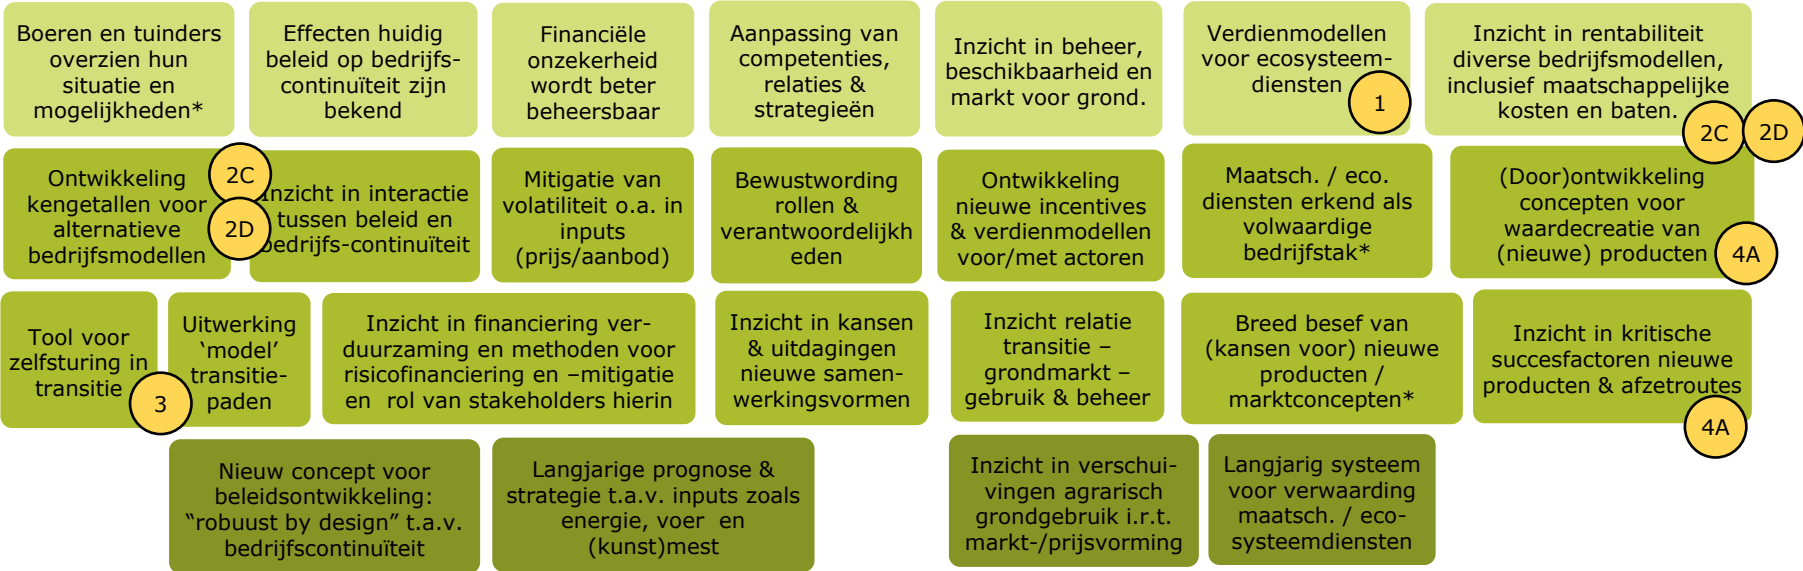 Boeren en tuinders
overzien hun
situatie en
mogelijkheden*
Effecten huidig
beleid op bedrijfs-
continuïteit zijn
bekend
Financiële
onzekerheid
wordt beter
beheersbaar
Aanpassing van
competenties,
relaties &
strategieën
Inzicht in beheer,
beschikbaarheid en
markt voor grond.
Verdienmodellen
voor ecosysteem-
diensten
1
Inzicht in rentabiliteit
diverse bedrijfsmodellen,
inclusief maatschappelijke
kosten en baten.
2C
2D
Ontwikkeling
kengetallen voor
alternatieve
bedrijfsmodellen
2C
2D
Inzicht in interactie
tussen beleid en
bedrijfs-continuïteit
Mitigatie van
volatiliteit o.a. in
inputs
(prijs/aanbod)
Bewustwording
rollen &
verantwoordelijkh
eden
Ontwikkeling
nieuwe incentives
& verdienmodellen
voor/met actoren
Maatsch. / eco.
diensten erkend als
volwaardige
bedrijfstak*
(Door)ontwikkeling
concepten voor
waardecreatie van
(nieuwe) producten
4A
Tool voor
zelfsturing in
transitie
3
Uitwerking
‘model’
transitie-
paden
Inzicht in financiering ver-
duurzaming en methoden voor
risicofinanciering en –mitigatie
en rol van stakeholders hierin
Inzicht in kansen
& uitdagingen
nieuwe samen-
werkingsvormen
Inzicht relatie
transitie –
grondmarkt –
gebruik & beheer
Breed besef van
(kansen voor) nieuwe
producten /
marktconcepten*
Inzicht in kritische
succesfactoren nieuwe
producten & afzetroutes
4A
Nieuw concept voor
beleidsontwikkeling:
“robuust by design” t.a.v.
bedrijfscontinuïteit
Langjarige prognose &
strategie t.a.v. inputs zoals
energie, voer en
(kunst)mest
Inzicht in verschui-
vingen agrarisch
grondgebruik i.r.t.
markt-/prijsvorming
Langjarig systeem
voor verwaarding
maatsch. / eco-
systeemdiensten